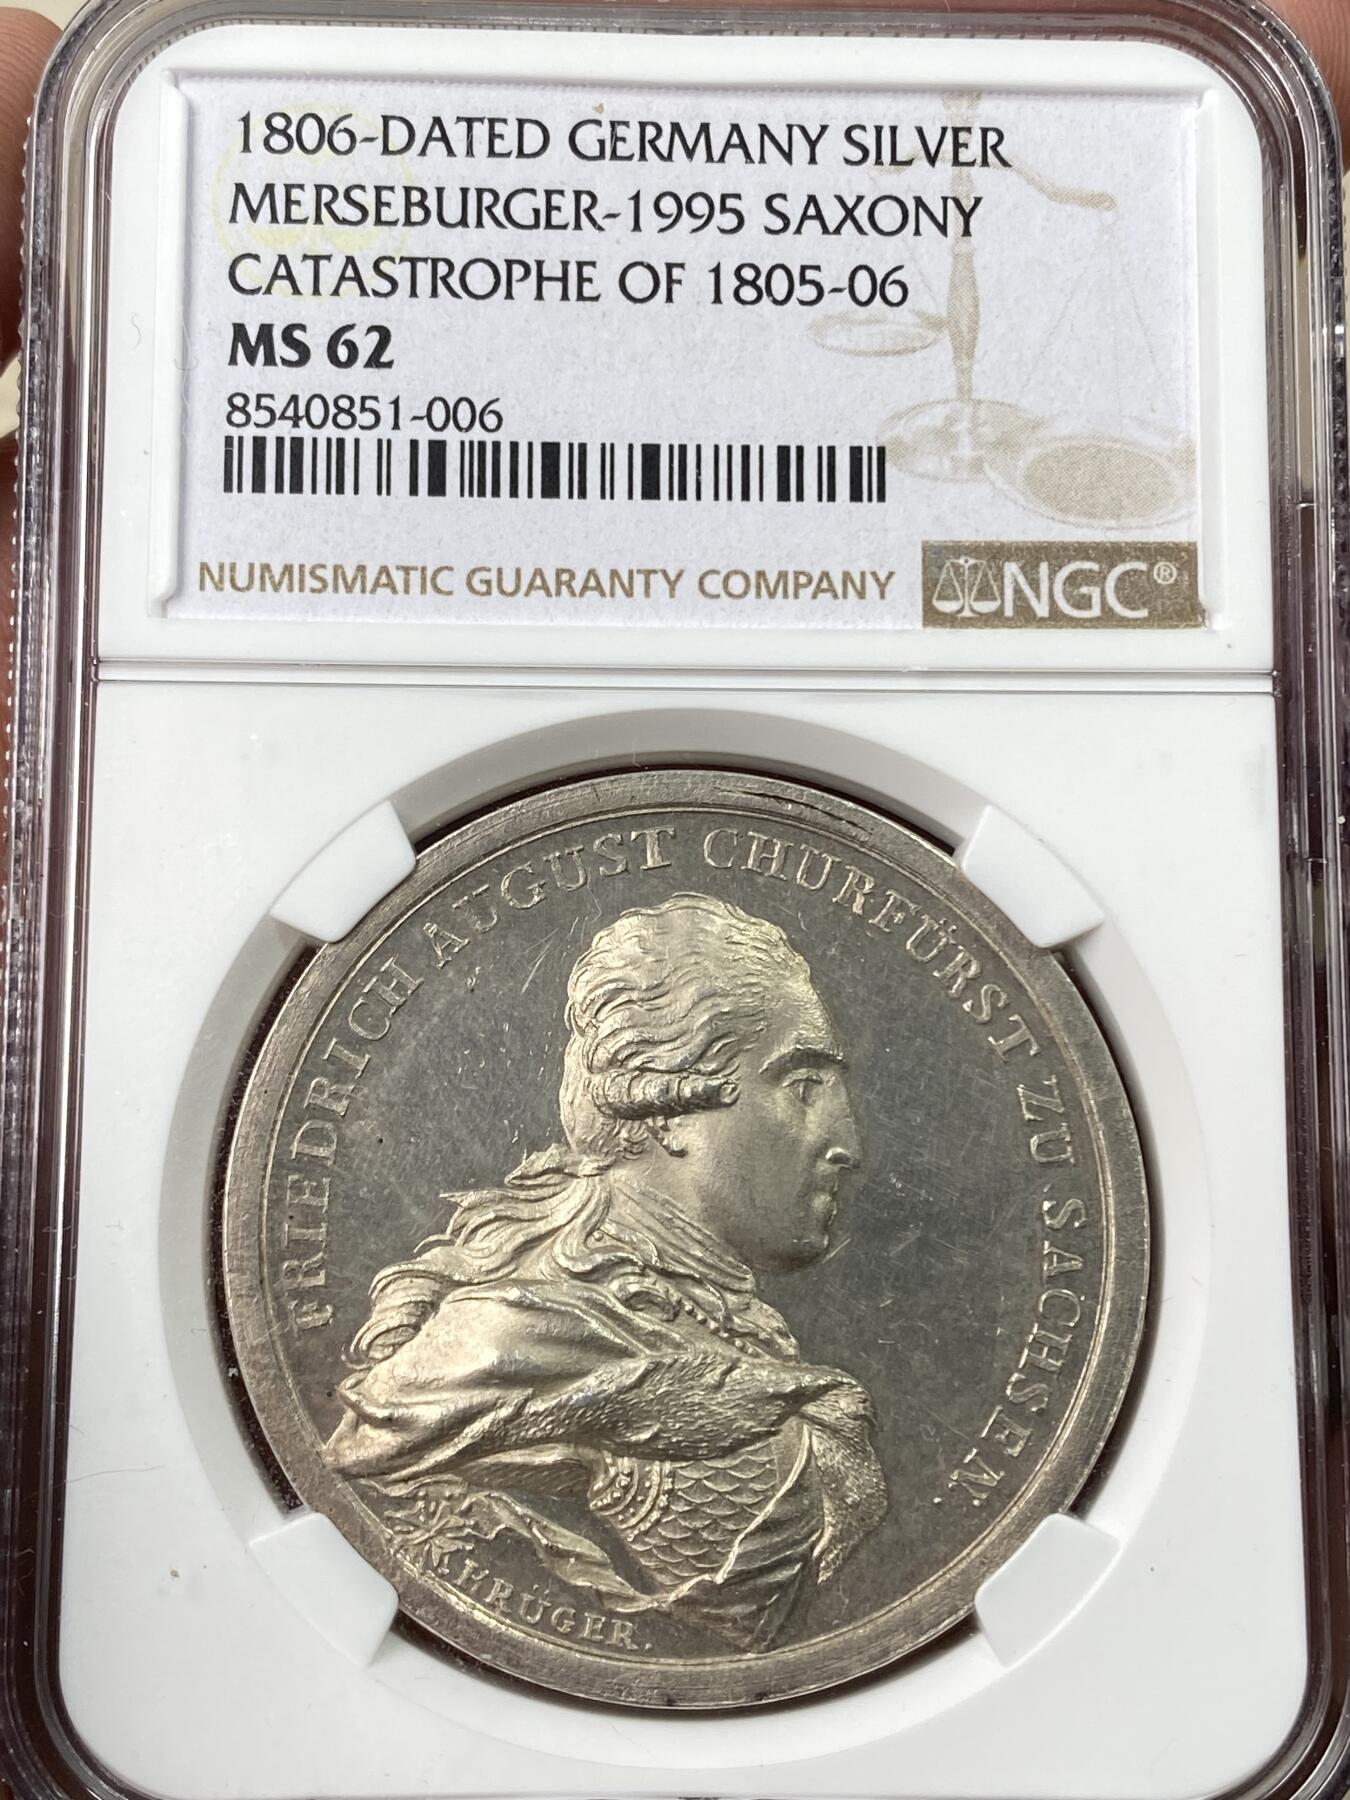 1806-DATED GERMANY SILVER
MERSEBURGER-1995 SAXONY
CATASTROPHE OF 1805-06
MS 62
8540851-006
NUMISMATIC GUARANTY COMPANY
NGC®
FRIEDRICH AUGUST CHURFÜRST ZU SACHSEN.
KRÜGER.